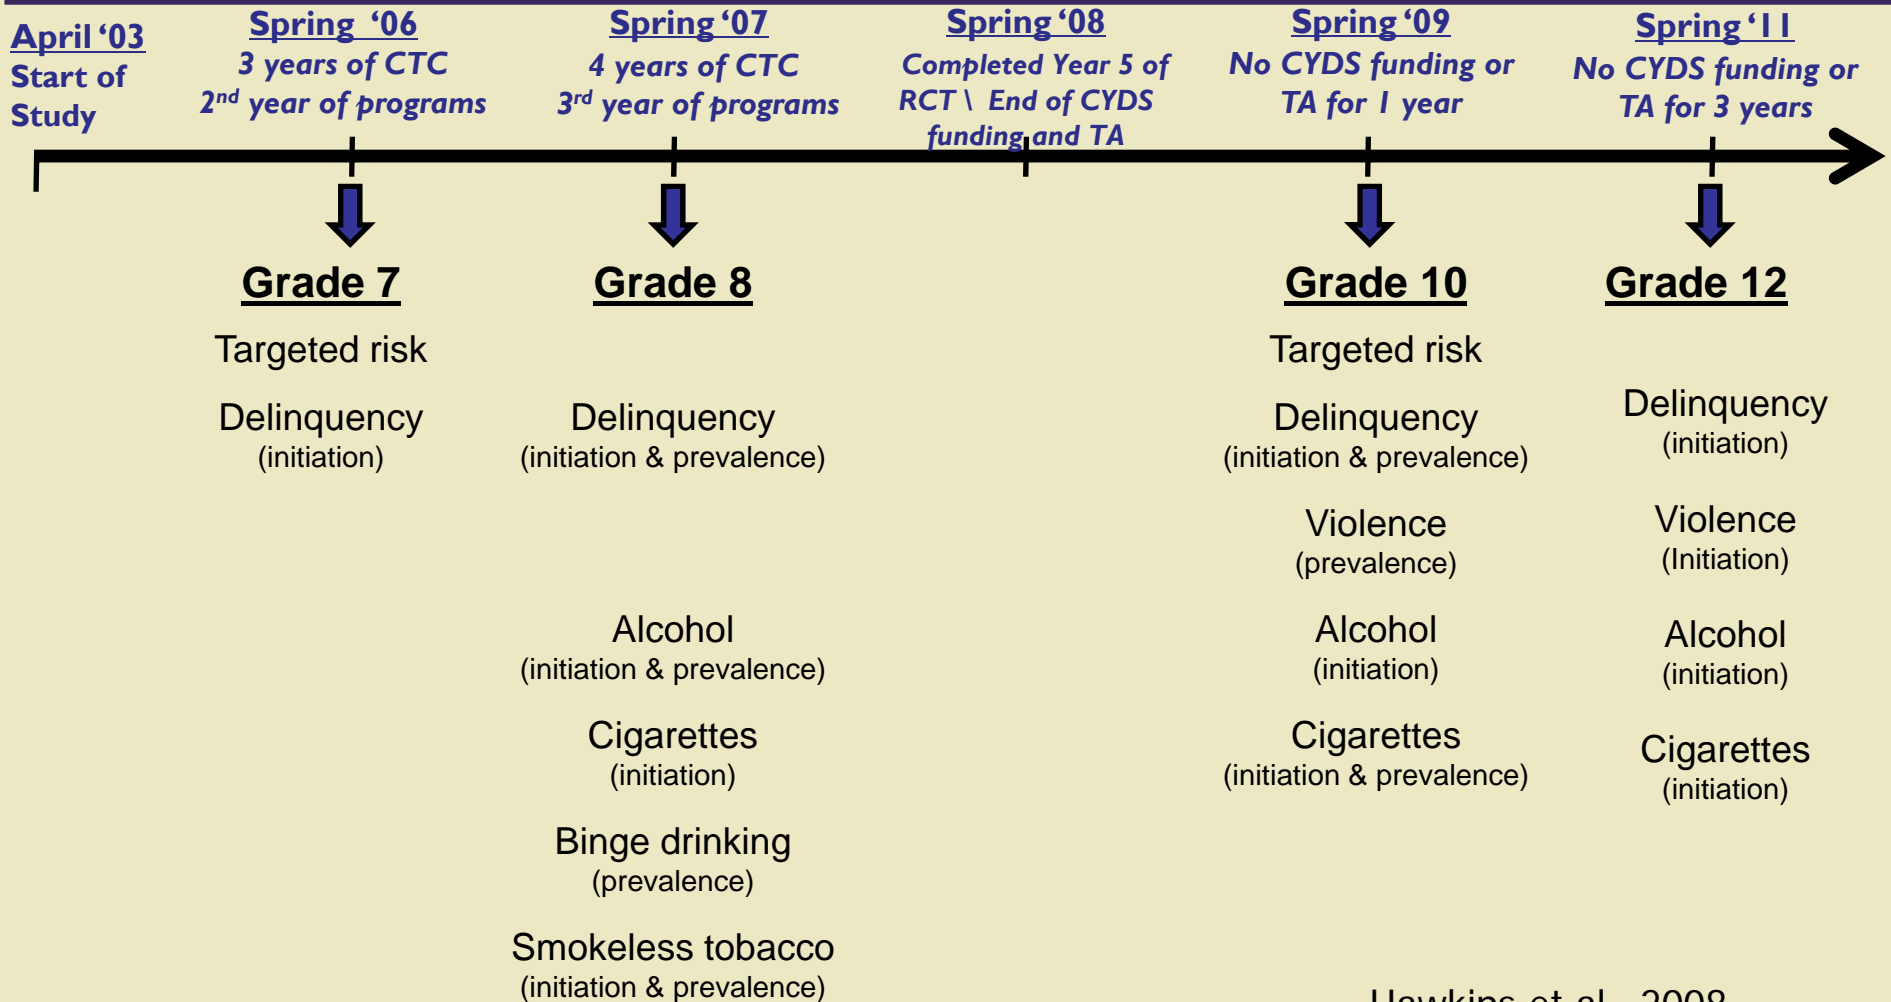 April ‘03
Start of
Study
Spring ‘06
3 years of CTC
2nd year of programs
Spring ‘07
4 years of CTC
3rd year of programs
Spring ‘08
Completed Year 5 of
RCT \ End of CYDS
funding and TA
Spring ‘09
No CYDS funding or
TA for 1 year
Spring ‘11
No CYDS funding or
TA for 3 years
Grade 7
Targeted risk
Delinquency
(initiation)
Grade 8
Delinquency
(initiation & prevalence)
Alcohol
(initiation & prevalence)
Cigarettes
(initiation)
Binge drinking
(prevalence)
Smokeless tobacco
(initiation & prevalence)
Grade 10
Targeted risk
Delinquency
(initiation & prevalence)
Violence
(prevalence)
Alcohol
(initiation)
Cigarettes
(initiation & prevalence)
Grade 12
Delinquency
(initiation)
Violence
(Initiation)
Alcohol
(initiation)
Cigarettes
(initiation)
Hawkins et al., 2008